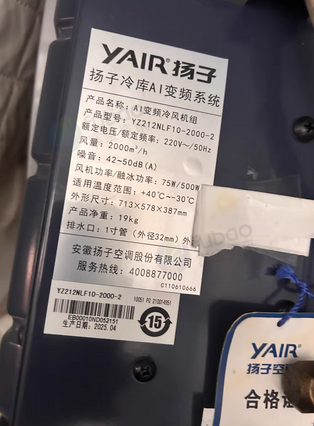 YAIR 扬子
扬子冷库AI变频系统
产品名称：AI变频冷风机组
产品型号：YZ212NLF10-2000-2
额定电压/额定频率：220V～/50Hz
风量：2000m³/h
噪音：42~50dB(A)
风机功率/融冰功率：75W/500W
适用温度范围：+40℃~-30℃
外形尺寸：713×578×387mm
产品净重：19kg
排水口：1寸管（外径32mm）外
安徽扬子空调股份有限公司
服务热线：4008877000
C110610666
YZ212NLF10-2000-2
EB00010ND052151
生产日期：2025.04
15
YAIR
扬子空
合格证